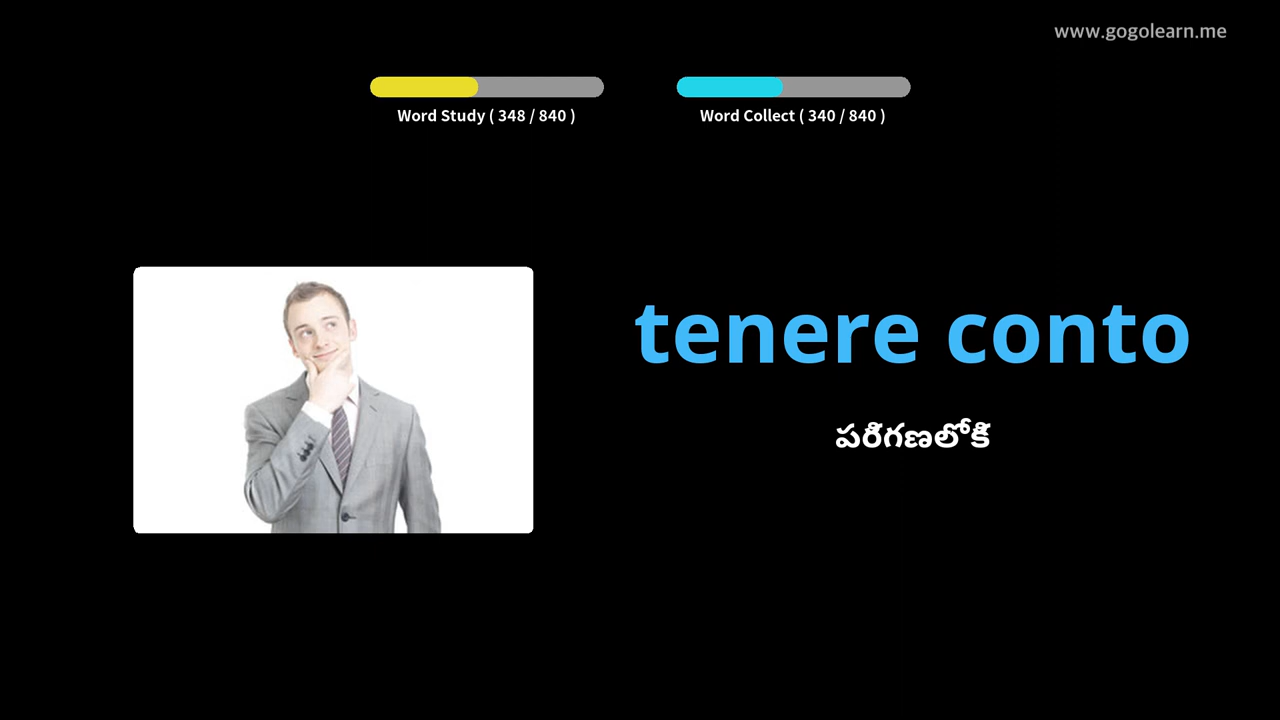 www.gogolearn.me
Word Study ( 348 / 840 )
Word Collect ( 340 / 840 )
tenere conto
పరిగణలోకి